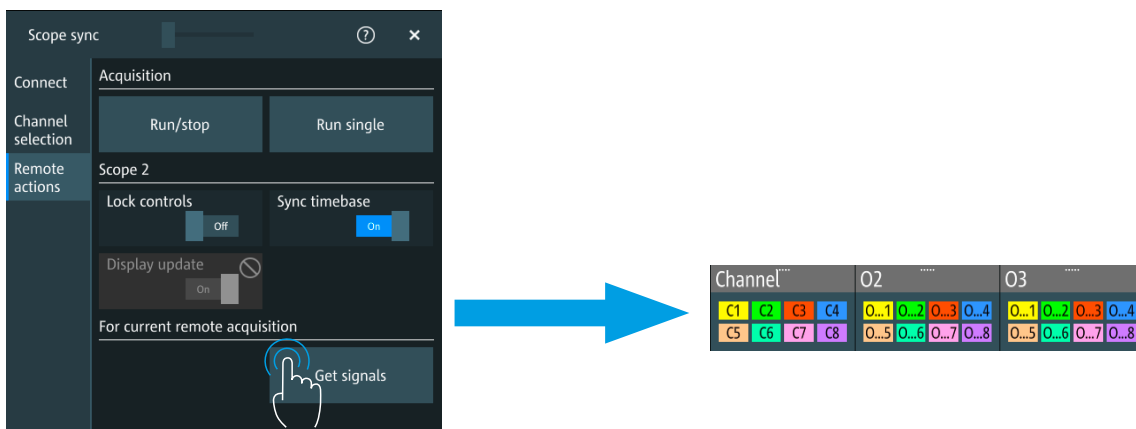 Scope sync ? ×
Connect
Channel
selection
Remote
actions
Acquisition
Run/stop Run single
Scope 2
Lock controls Sync timebase
Off On
Display update
On
For current remote acquisition
Get signals
Channel O2 O3
C1 C2 C3 C4 O...1 O...2 O...3 O...4 O...1 O...2 O...3 O...4
C5 C6 C7 C8 O...5 O...6 O...7 O...8 O...5 O...6 O...7 O...8